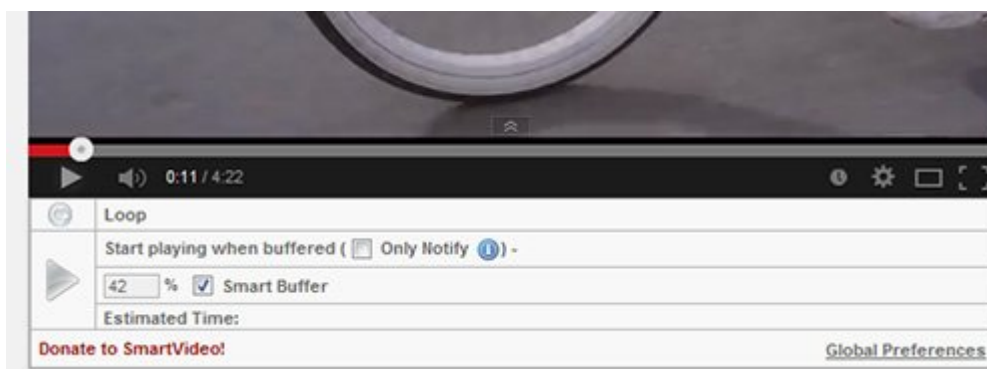 0:11 / 4:22
Loop
Start playing when buffered ( Only Notify ) -
42 % Smart Buffer
Estimated Time:
Donate to SmartVideo! Global Preferences